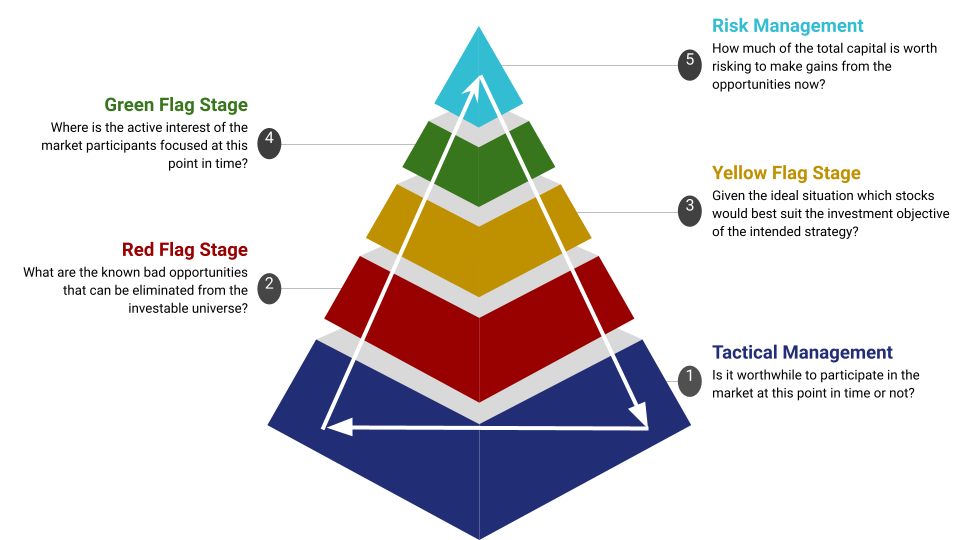 Risk Management
5
How much of the total capital is worth
risking to make gains from the
opportunities now?
Green Flag Stage
4
Where is the active interest of the
market participants focused at this
point in time?
Yellow Flag Stage
3
Given the ideal situation which stocks
would best suit the investment objective
of the intended strategy?
Red Flag Stage
2
What are the known bad opportunities
that can be eliminated from the
investable universe?
Tactical Management
1
Is it worthwhile to participate in the
market at this point in time or not?